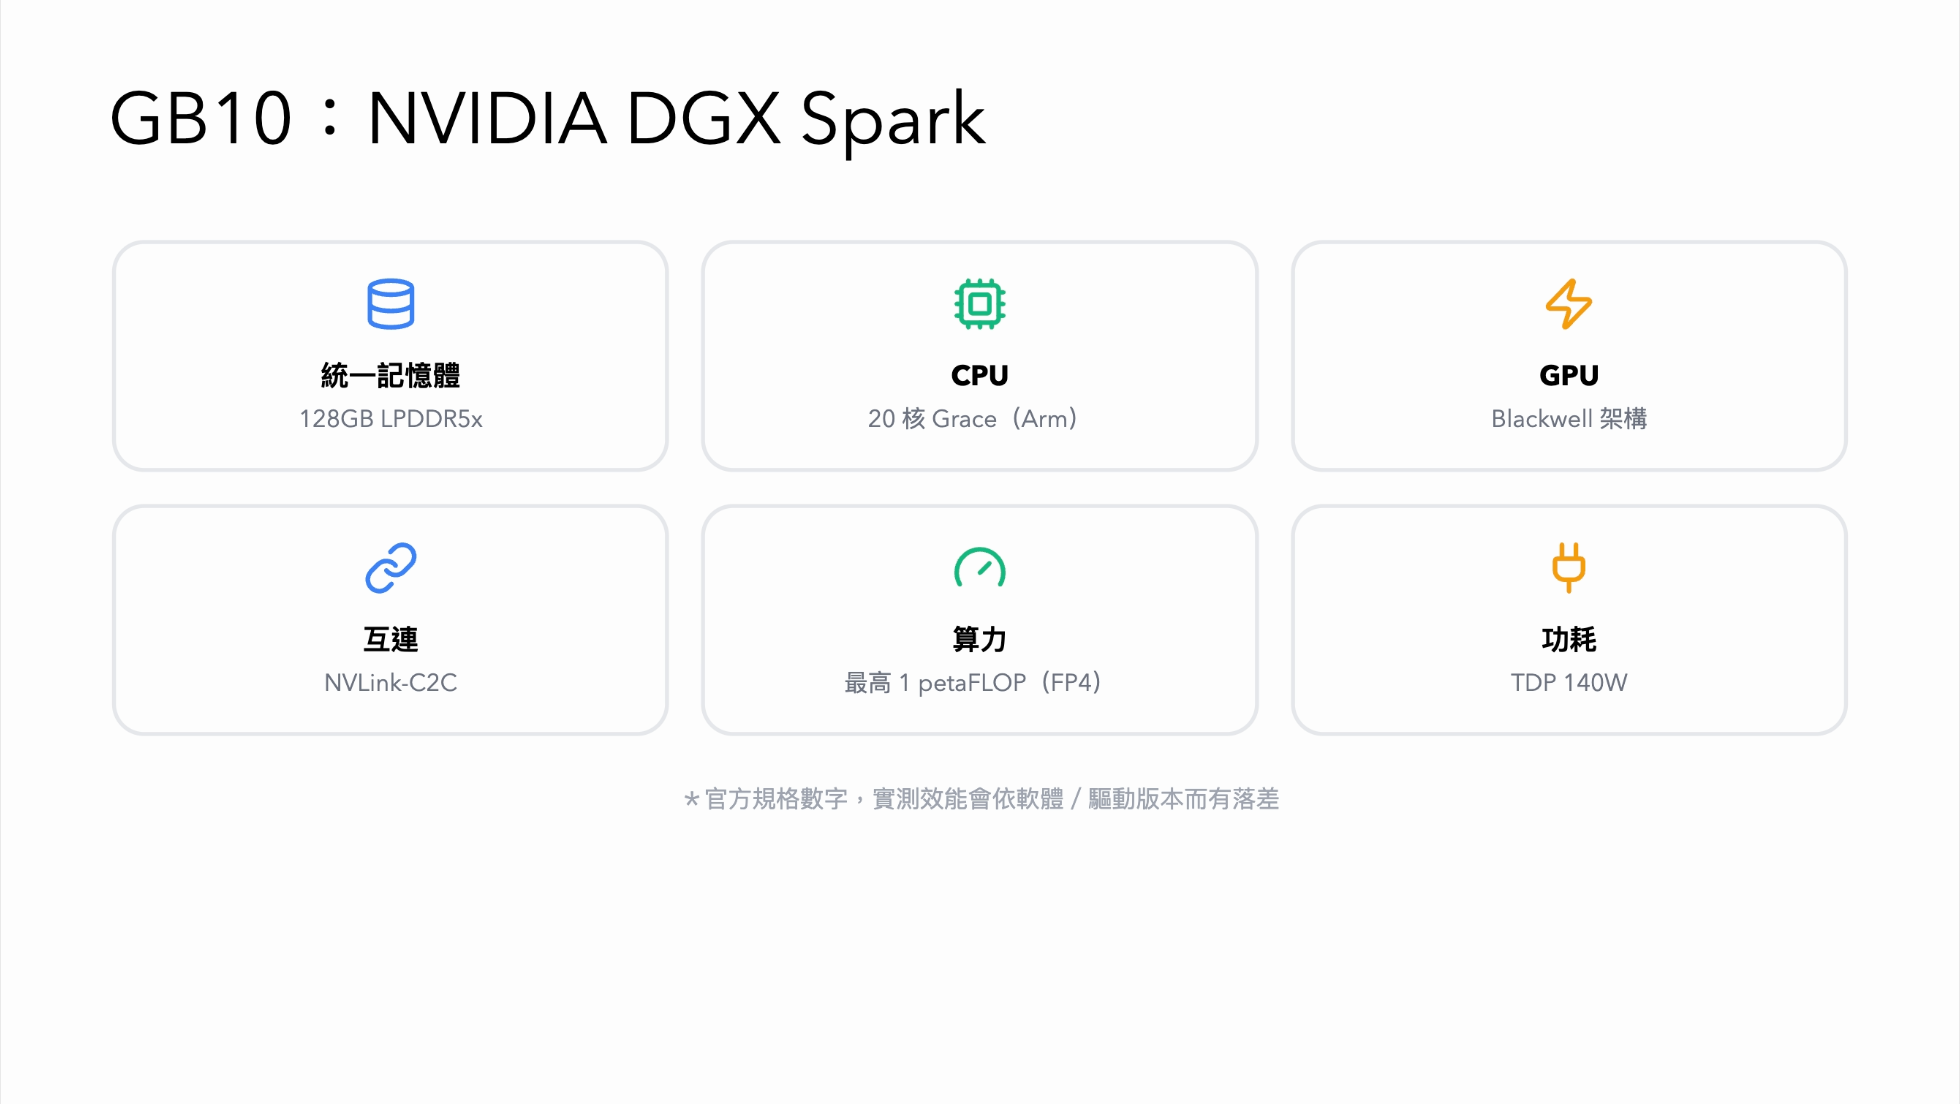 GB10：NVIDIA DGX Spark
統一記憶體
128GB LPDDR5x
CPU
20 核 Grace（Arm）
GPU
Blackwell 架構
互連
NVLink-C2C
算力
最高 1 petaFLOP（FP4）
功耗
TDP 140W
＊官方規格數字，實測效能會依軟體 / 驅動版本而有落差